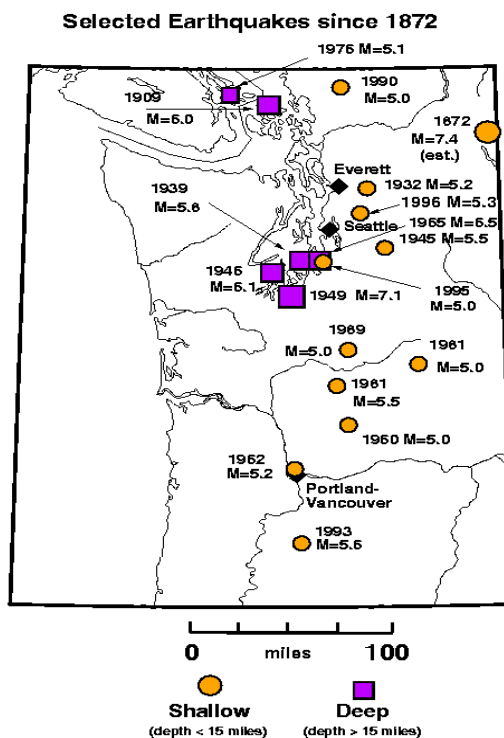 Selected Earthquakes since 1872
1976 M=5.1
1909
M=6.0
1990
M=5.0
1672
M=7.4
(est.)
Everett
1932 M=5.2
1939
M=5.6
1996 M=5.3
Seattle
1965 M=6.5
1945 M=5.5
1946
M=6.1
1949 M=7.1
1995
M=5.0
1969
M=5.0
1961
M=5.0
1961
M=5.5
1960 M=5.0
1962
M=5.2
Portland-
Vancouver
1993
M=5.6
0 miles 100
Shallow
(depth < 15 miles)
Deep
(depth > 15 miles)